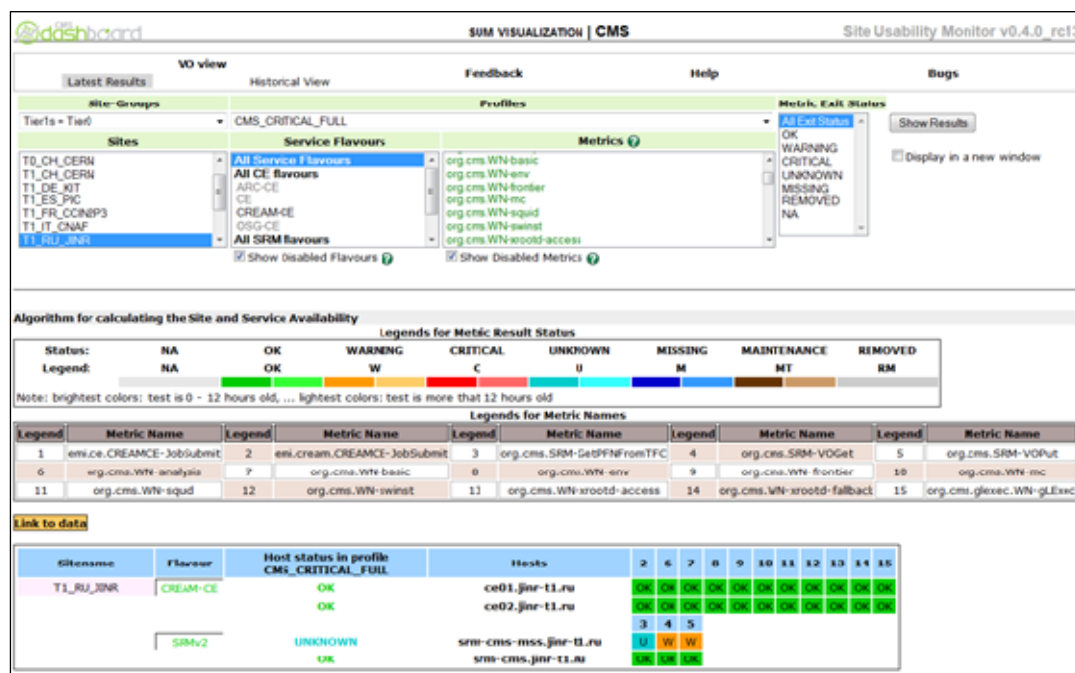 CMS
dashboard
SUM VISUALIZATION | CMS
Site Usability Monitor v0.4.0_rc13
VO view
Latest Results
Historical View
Feedback
Help
Bugs
Site-Groups
Profiles
Metric Exit Status
Tier1s + Tier0
CMS_CRITICAL_FULL
All Exit Status
OK
WARNING
CRITICAL
UNKNOWN
MISSING
REMOVED
NA
Show Results
Display in a new window
Sites
Service Flavours
Metrics
T0_CH_CERN
T1_CH_CERN
T1_DE_KIT
T1_ES_PIC
T1_FR_CCIN2P3
T1_IT_CNAF
T1_RU_JINR
All Service Flavours
All CE flavours
ARC-CE
CE
CREAM-CE
OSG-CE
All SRM flavours
org.cms.WN-basic
org.cms.WN-env
org.cms.WN-frontier
org.cms.WN-mc
org.cms.WN-squid
org.cms.WN-swinst
org.cms.WN-xrootd-access
Show Disabled Flavours
Show Disabled Metrics
Algorithm for calculating the Site and Service Availability
Legends for Metric Result Status
Status: NA OK WARNING CRITICAL UNKNOWN MISSING MAINTENANCE REMOVED
Legend: NA OK W C U M MT RM
Note: brightest colors: test is 0 - 12 hours old, ... lightest colors: test is more that 12 hours old
Legends for Metric Names
Legend Metric Name Legend Metric Name Legend Metric Name Legend Metric Name Legend Metric Name
1 emi.ce.CREAMCE-JobSubmit 2 emi.cream.CREAMCE-JobSubmit 3 org.cms.SRM-GetPFNFromTFC 4 org.cms.SRM-VOGet 5 org.cms.SRM-VOPut
6 org.cms.WN-analysis 7 org.cms.WN-basic 8 org.cms.WN-env 9 org.cms.WN-frontier 10 org.cms.WN-mc
11 org.cms.WN-squid 12 org.cms.WN-swinst 13 org.cms.WN-xrootd-access 14 org.cms.WN-xrootd-fallback 15 org.cms.glexec.WN-gLExec
Link to data
Sitename Flavour Host status in profile CMS_CRITICAL_FULL Hosts 2 6 7 8 9 10 11 12 13 14 15
T1_RU_JINR CREAM-CE OK ce01.jinr-t1.ru OK OK OK OK OK OK OK OK OK OK OK
OK ce02.jinr-t1.ru OK OK OK OK OK OK OK OK OK OK OK
3 4 5
SRMv2 UNKNOWN srm-cms-mss.jinr-t1.ru U W W
OK srm-cms.jinr-t1.ru OK OK OK